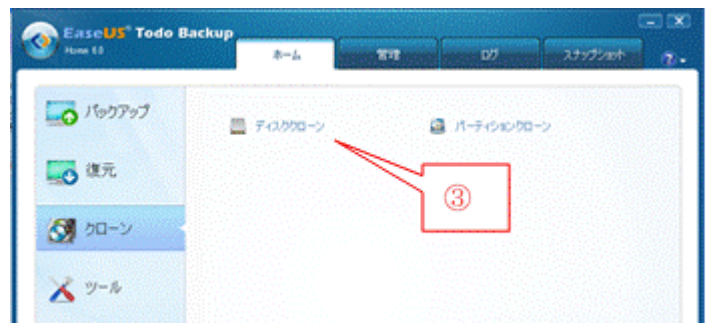 EaseUS® Todo Backup
Home 6.0
ホーム 管理 ログ スナップショット
バックアップ
ディスククローン パーティションクローン
復元
③
クローン
ツール